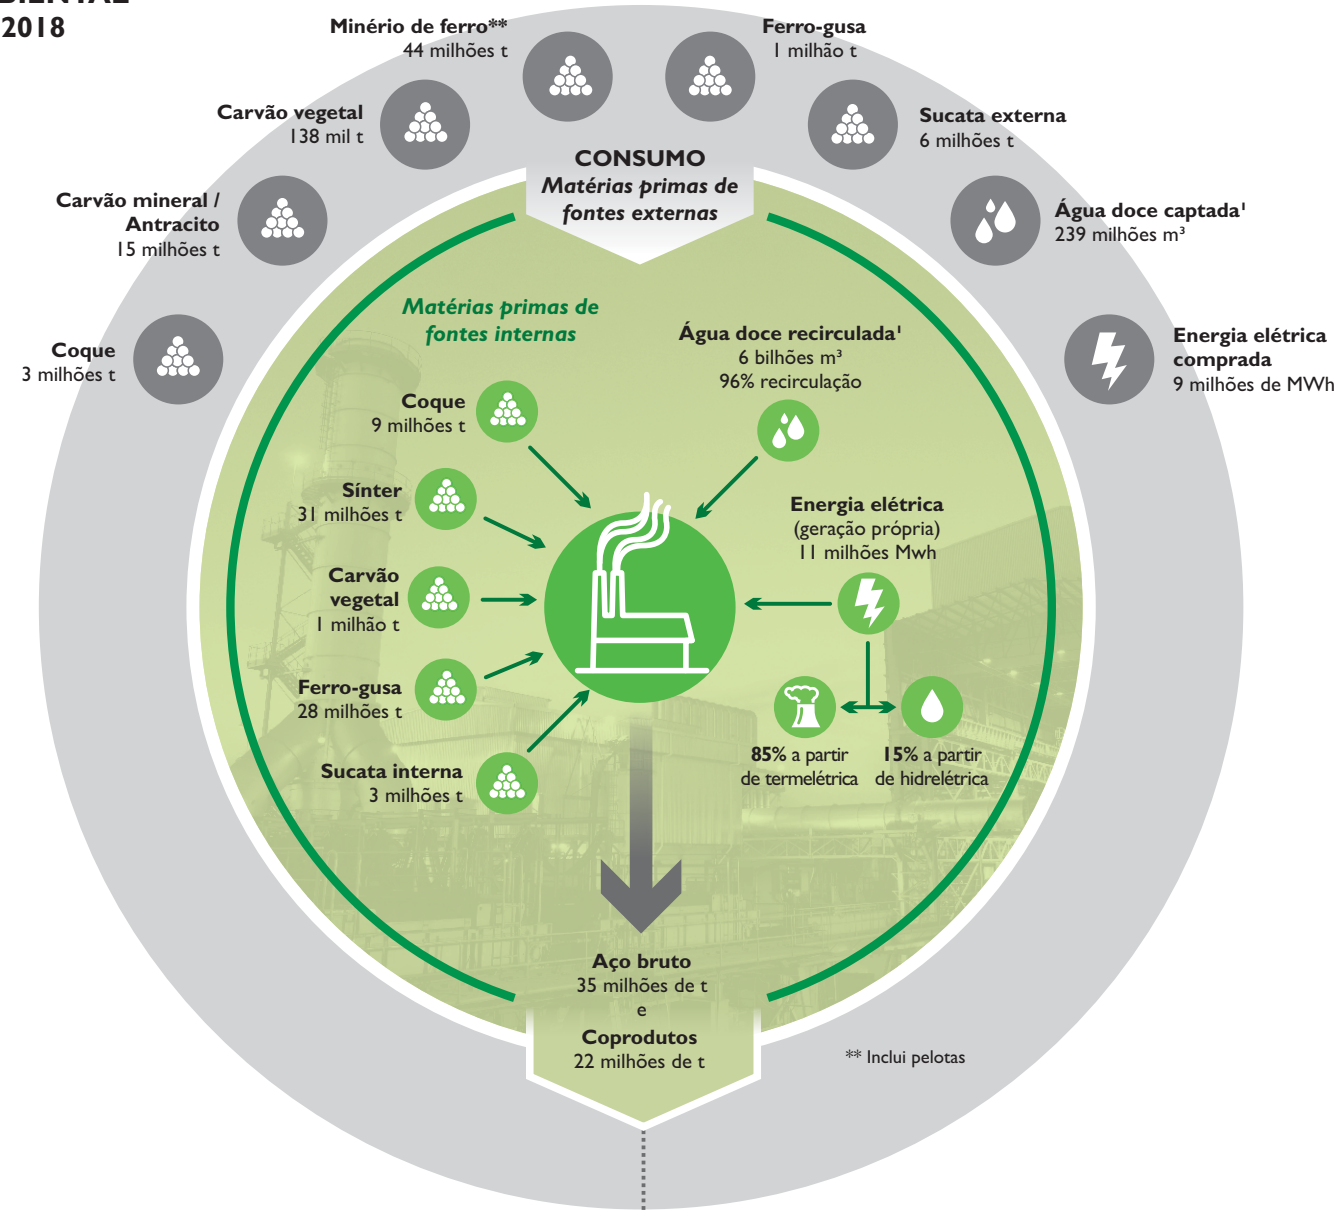 2018
Minério de ferro**
44 milhões t
Ferro-gusa
1 milhão t
Carvão vegetal
138 mil t
Sucata externa
6 milhões t
CONSUMO
Matérias primas de
fontes externas
Carvão mineral /
Antracito
15 milhões t
Água doce captada¹
239 milhões m³
Coque
3 milhões t
Energia elétrica
comprada
9 milhões de MWh
Matérias primas de
fontes internas
Água doce recirculada¹
6 bilhões m³
96% recirculação
Coque
9 milhões t
Sínter
31 milhões t
Energia elétrica
(geração própria)
11 milhões Mwh
Carvão
vegetal
1 milhão t
Ferro-gusa
28 milhões t
Sucata interna
3 milhões t
85% a partir
de termelétrica
15% a partir
de hidrelétrica
Aço bruto
35 milhões de t
e
Coprodutos
22 milhões de t
** Inclui pelotas